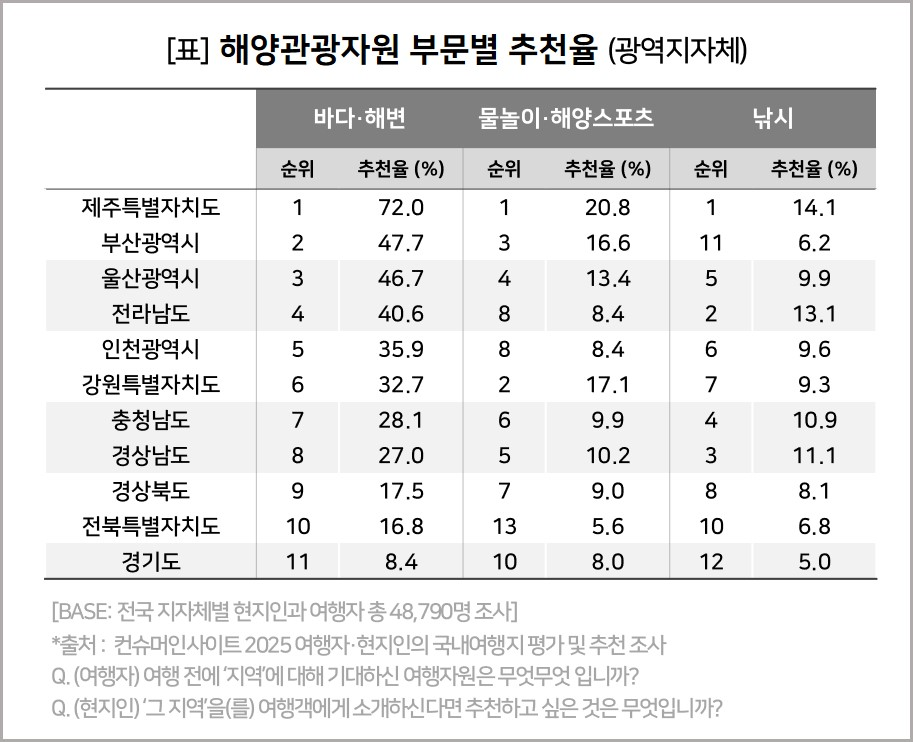 [표] 해양관광자원 부문별 추천율 (광역지자체)
바다·해변 물놀이·해양스포츠 낚시
순위 추천율 (%) 순위 추천율 (%) 순위 추천율 (%)
제주특별자치도 1 72.0 1 20.8 1 14.1
부산광역시 2 47.7 3 16.6 11 6.2
울산광역시 3 46.7 4 13.4 5 9.9
전라남도 4 40.6 8 8.4 2 13.1
인천광역시 5 35.9 8 8.4 6 9.6
강원특별자치도 6 32.7 2 17.1 7 9.3
충청남도 7 28.1 6 9.9 4 10.9
경상남도 8 27.0 5 10.2 3 11.1
경상북도 9 17.5 7 9.0 8 8.1
전북특별자치도 10 16.8 13 5.6 10 6.8
경기도 11 8.4 10 8.0 12 5.0
[BASE: 전국 지자체별 현지인과 여행자 총 48,790명 조사]
*출처 : 컨슈머인사이트 2025 여행자·현지인의 국내여행지 평가 및 추천 조사
Q. (여행자) 여행 전에 ‘지역’에 대해 기대하신 여행자원은 무엇무엇 입니까?
Q. (현지인) ‘그 지역’을(를) 여행객에게 소개하신다면 추천하고 싶은 것은 무엇입니까?